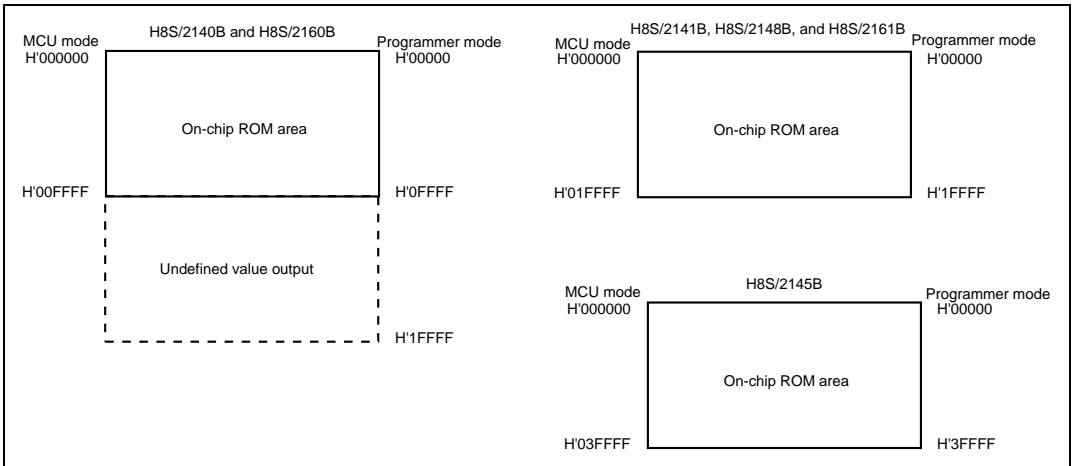 H8S/2140B and H8S/2160B
MCU mode
H'000000
Programmer mode
H'00000
On-chip ROM area
H'00FFFF
H'0FFFF
Undefined value output
H'1FFFF
H8S/2141B, H8S/2148B, and H8S/2161B
MCU mode
H'000000
Programmer mode
H'00000
On-chip ROM area
H'01FFFF
H'1FFFF
H8S/2145B
MCU mode
H'000000
Programmer mode
H'00000
On-chip ROM area
H'03FFFF
H'3FFFF